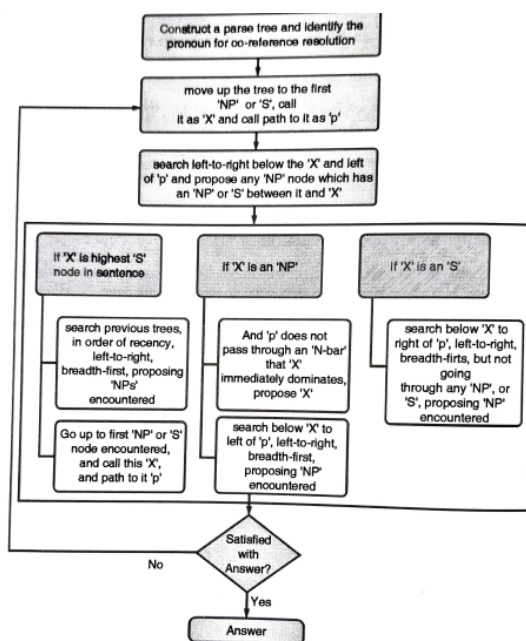 Construct a parse tree and identify the
pronoun for co-reference resolution
move up the tree to the first
'NP' or 'S', call
it as 'X' and call path to it as 'p'
search left-to-right below the 'X' and left
of 'p' and propose any 'NP' node which has
an 'NP' or 'S' between it and 'X'
If 'X' is highest 'S'
node in sentence
If 'X' is an 'NP'
If 'X' is an 'S'
search previous trees,
in order of recency,
left-to-right,
breadth-first, proposing
'NPs'
encountered
And 'p' does not
pass through an 'N-bar'
that 'X'
immediately dominates,
propose 'X'
search below 'X' to
right of 'p', left-to-right,
breadth-firts, but not
going
through any 'NP', or
'S', proposing 'NP'
encountered
Go up to first 'NP' or 'S'
node encountered,
and call this 'X',
and path to it 'p'
search below 'X' to
left of 'p', left-to-right,
breadth-first,
proposing 'NP'
encountered
Satisfied
with
Answer?
No
Yes
Answer